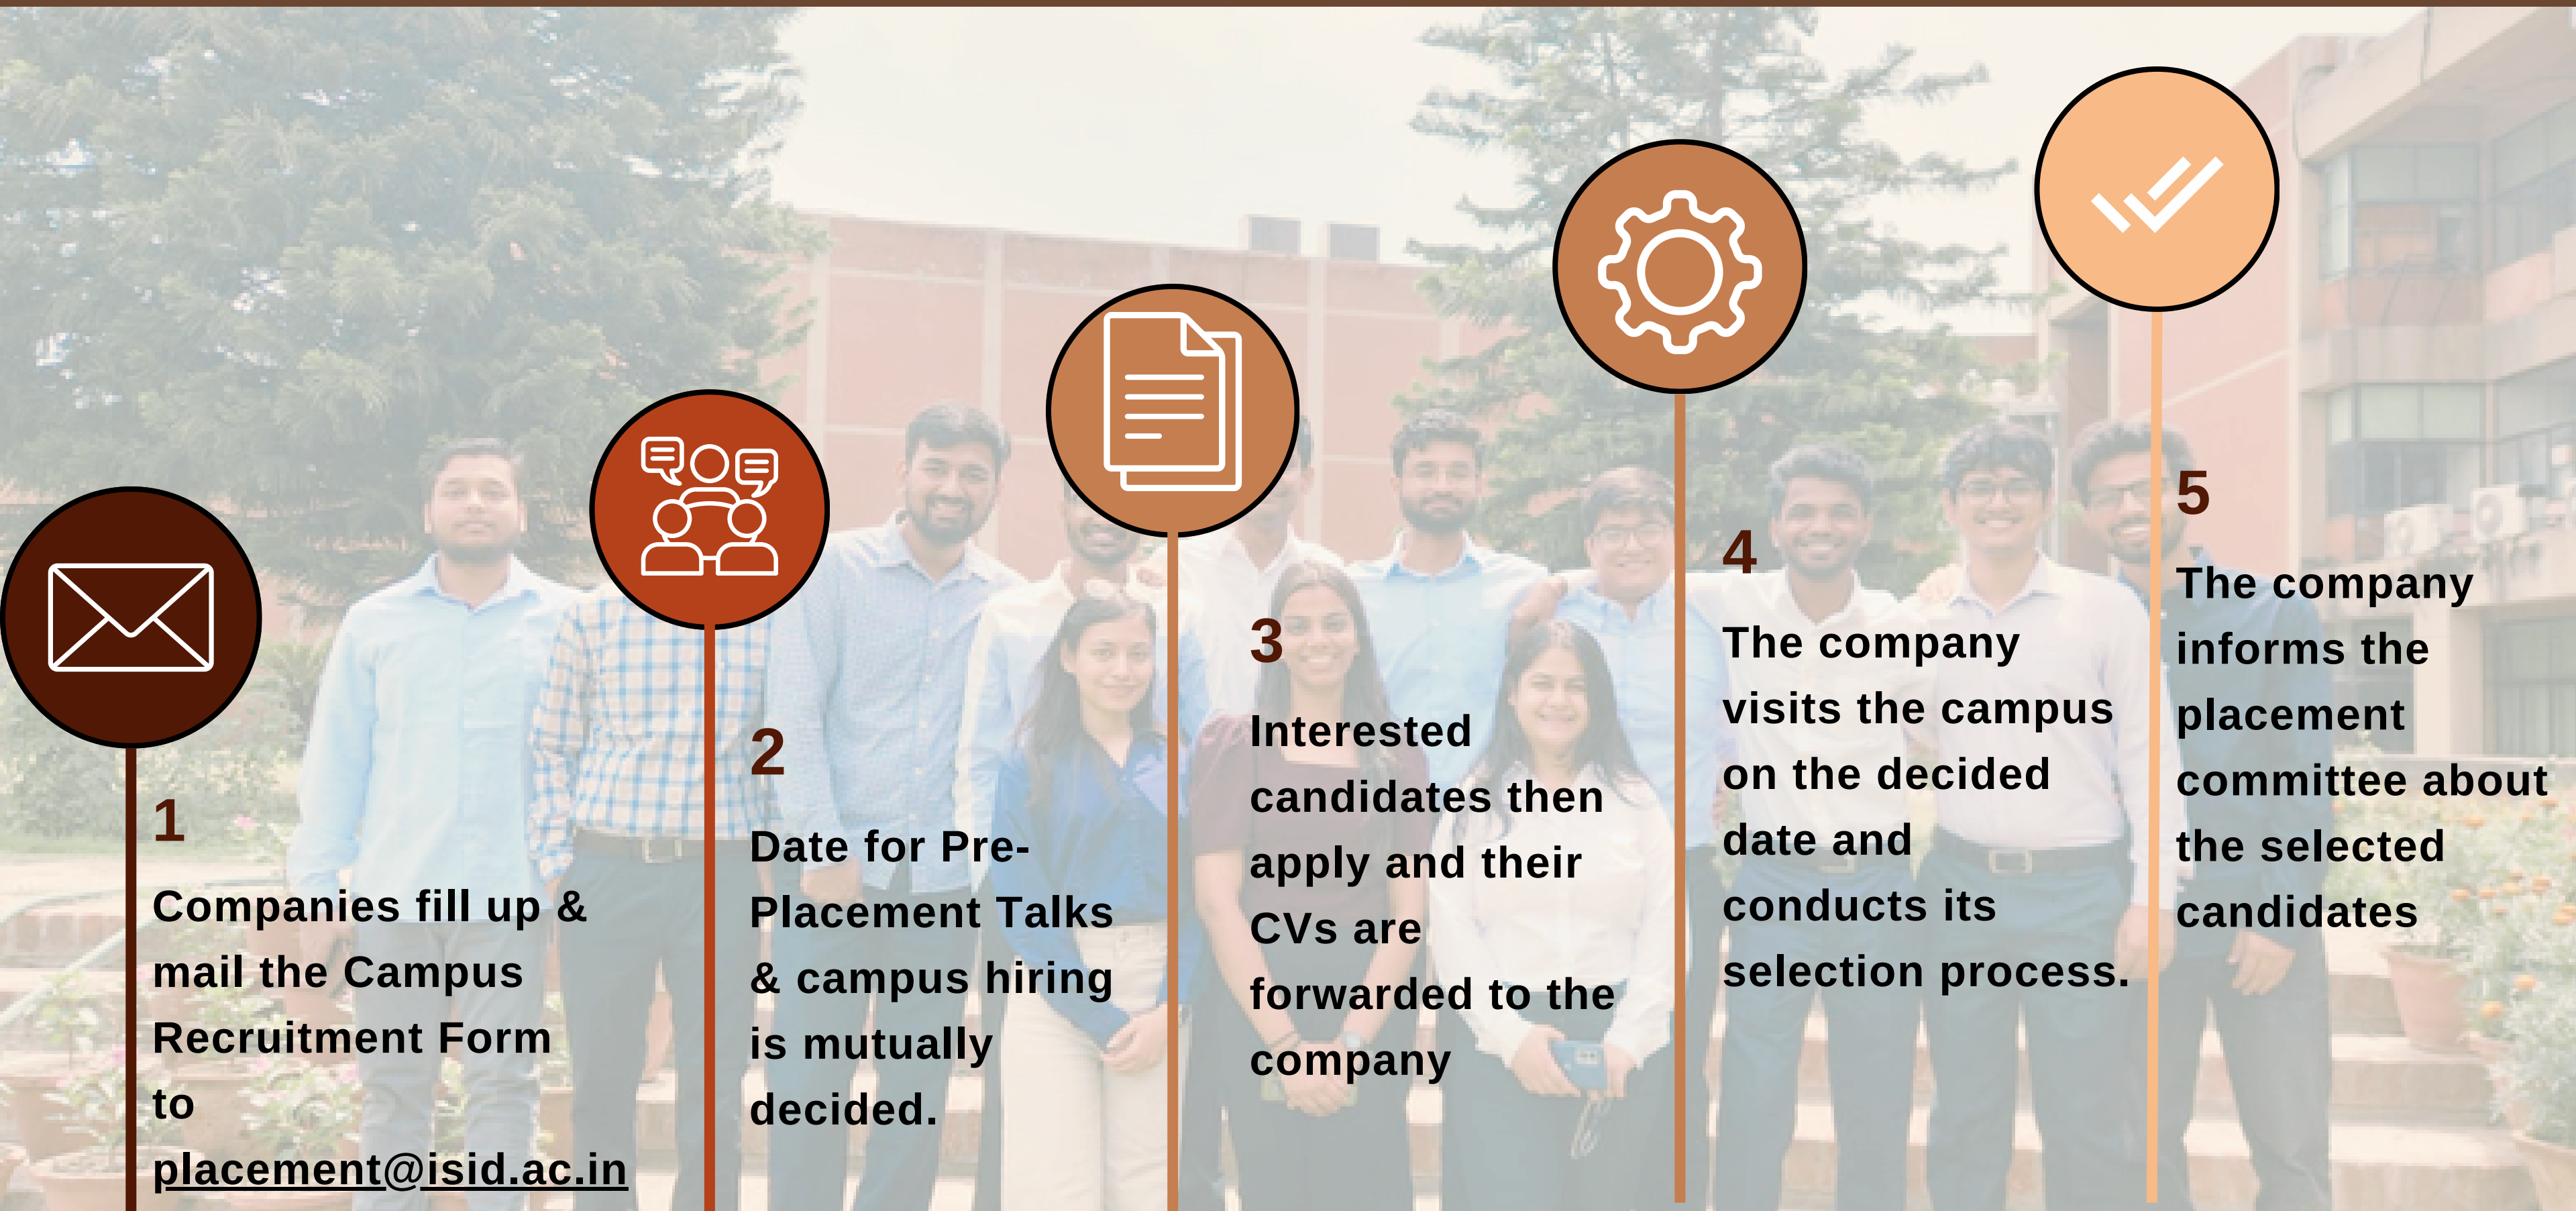 1
Companies fill up &
mail the Campus
Recruitment Form
to
placement@isid.ac.in
2
Date for Pre-
Placement Talks
& campus hiring
is mutually
decided.
3
Interested
candidates then
apply and their
CVs are
forwarded to the
company
4
The company
visits the campus
on the decided
date and
conducts its
selection process.
5
The company
informs the
placement
committee about
the selected
candidates